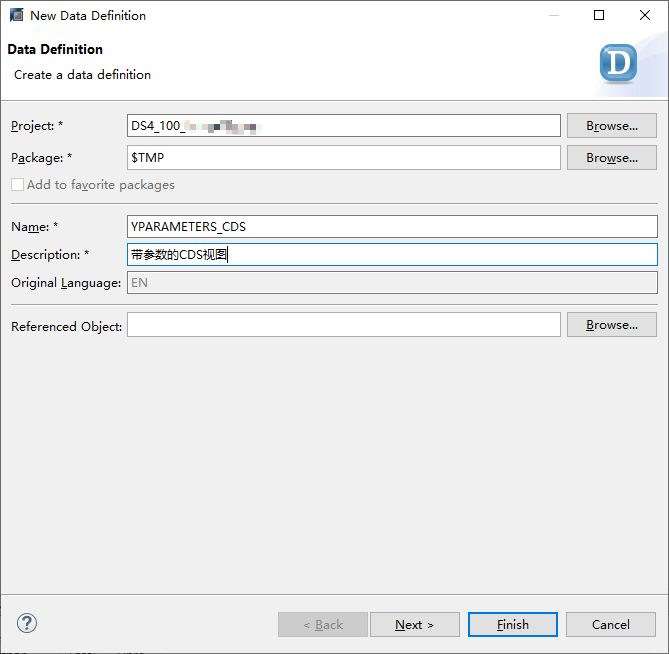 New Data Definition
Data Definition
Create a data definition
D
Project: *
DS4_100_
Browse...
Package: *
$TMP
Browse...
Add to favorite packages
Name: *
YPARAMETERS_CDS
Description: *
带参数的CDS视图
Original Language:
EN
Referenced Object:
Browse...
?
< Back
Next >
Finish
Cancel